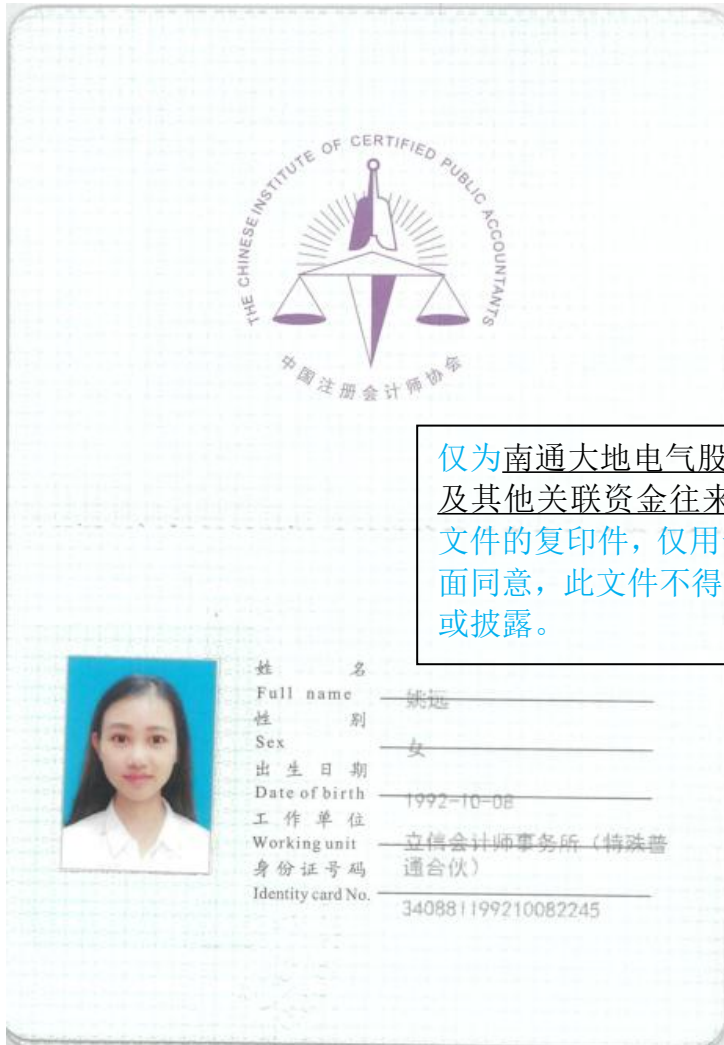 THE CHINESE INSTITUTE OF CERTIFIED PUBLIC ACCOUNTANTS
中国注册会计师协会
仅为南通大地电气股
及其他关联资金往来
文件的复印件，仅用
面同意，此文件不得
或披露。
姓 名
Full name
姚远
性 别
Sex
女
出 生 日 期
Date of birth
1992-10-08
工 作 单 位
Working unit
立信会计师事务所（特殊普
通合伙）
身 份 证 号 码
Identity card No.
340881199210082245